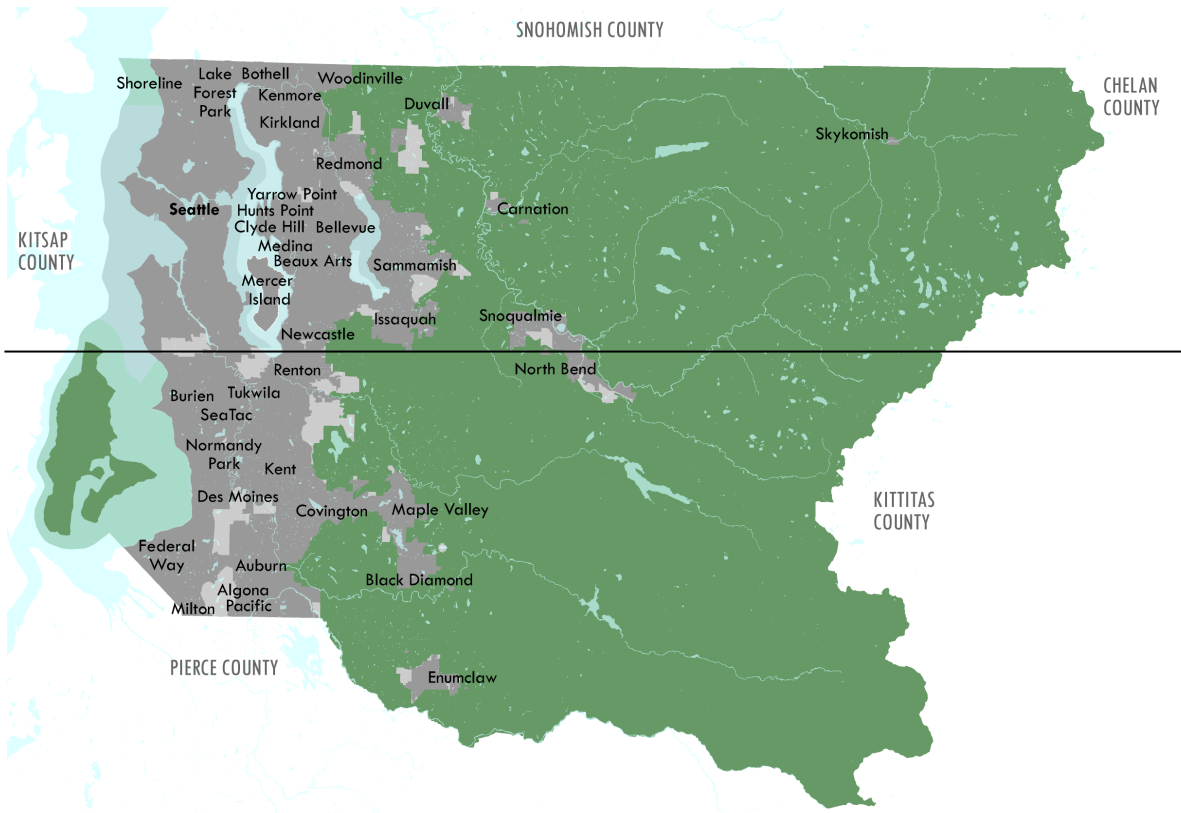 SNOHOMISH COUNTY
CHELAN
COUNTY
Shoreline
Lake
Forest
Park
Bothell
Woodinville
Kenmore
Kirkland
Duvall
Skykomish
Redmond
Yarrow Point
Seattle
Hunts Point
Carnation
Clyde Hill
Bellevue
KITSAP
COUNTY
Medina
Beaux Arts
Sammamish
Mercer
Island
Issaquah
Snoqualmie
Newcastle
Renton
North Bend
Burien
Tukwila
SeaTac
Normandy
Park
Kent
Des Moines
Covington
Maple Valley
KITTITAS
COUNTY
Federal
Way
Auburn
Black Diamond
Algona
Milton
Pacific
PIERCE COUNTY
Enumclaw